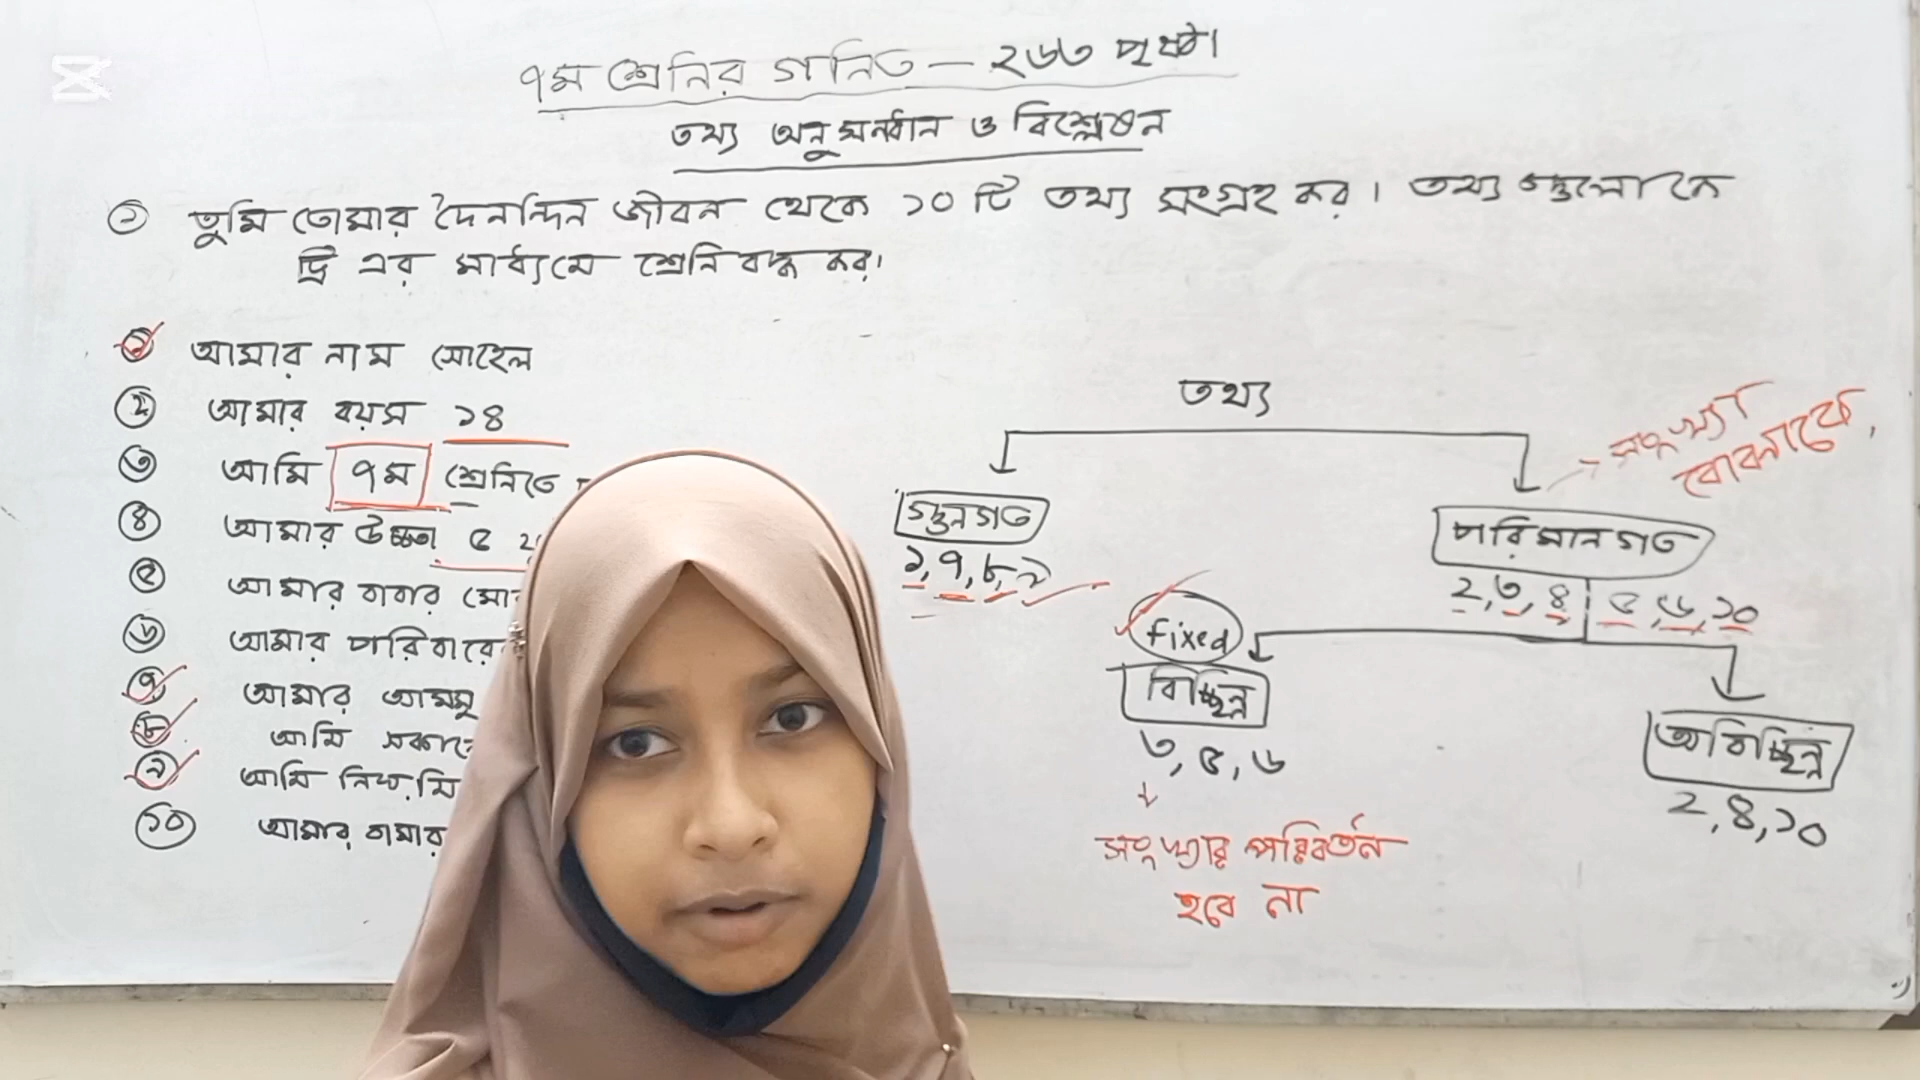 ৭ম শ্রেনির গনিত — ২৬৩ পৃষ্ঠা
তথ্য অনুসন্ধান ও বিশ্লেষন
১ তুমি তোমার দৈনন্দিন জীবন থেকে ১০ টি তথ্য সংগ্রহ কর। তথ্য গুলোকে
ট্রি এর মাধ্যমে শ্রেনিবদ্ধ কর।
১ আমার নাম সোহেল
২ আমার বয়স ১৪
৩ আমি ৭ম শ্রেনিতে
৪ আমার উচ্চতা ৫
৫ আমার বাবার
৬ আমার পরিবারে
৭ আমার আম্মু
৮ আমি সকালে
৯ আমি
১০ আমার
তথ্য
সংখ্যা
বোঝাবে,
গুনগত
১, ৭, ৮, ৯
পরিমানগত
২, ৩, ৪ ৫, ৬, ১০
fixed
বিচ্ছিন্ন
৩, ৫, ৬
সংখ্যার পরিবর্তন
হবে না
অবিচ্ছিন্ন
২, ৪, ১০